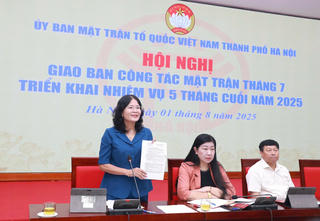 ỦY BAN MẶT TRẬN TỔ QUỐC VIỆT NAM THÀNH PHỐ HÀ NỘI
HỘI NGHỊ
GIAO BAN CÔNG TÁC MẶT TRẬN THÁNG 7
TRIỂN KHAI NHIỆM VỤ 5 THÁNG CUỐI NĂM 2025
Hà Nội, ngày 01 tháng 8 năm 2025